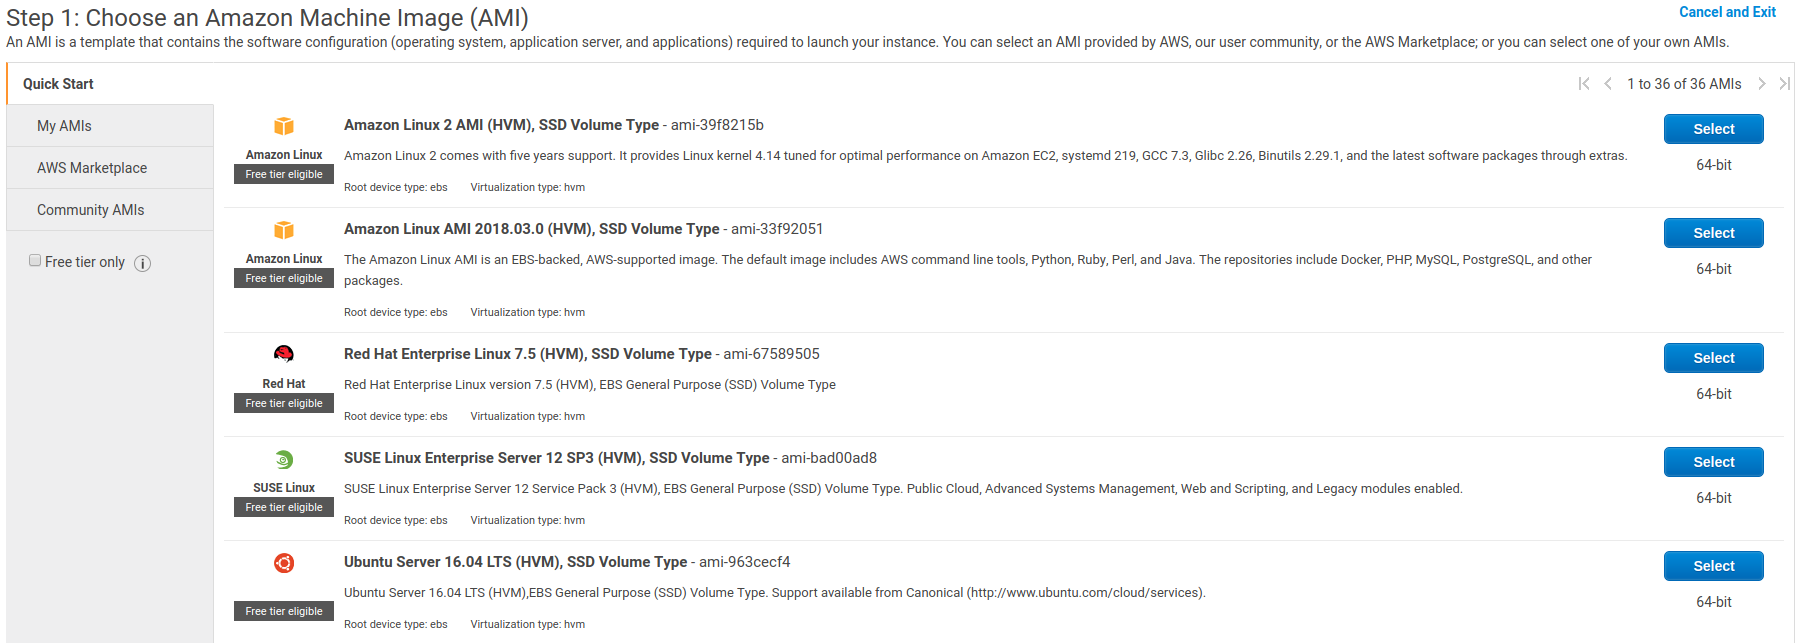 Step 1: Choose an Amazon Machine Image (AMI)
Cancel and Exit
An AMI is a template that contains the software configuration (operating system, application server, and applications) required to launch your instance. You can select an AMI provided by AWS, our user community, or the AWS Marketplace; or you can select one of your own AMIs.
Quick Start
My AMIs
AWS Marketplace
Community AMIs
Free tier only
1 to 36 of 36 AMIs
Amazon Linux
Free tier eligible
Amazon Linux 2 AMI (HVM), SSD Volume Type - ami-39f8215b
Amazon Linux 2 comes with five years support. It provides Linux kernel 4.14 tuned for optimal performance on Amazon EC2, systemd 219, GCC 7.3, Glibc 2.26, Binutils 2.29.1, and the latest software packages through extras.
Root device type: ebs Virtualization type: hvm
Select
64-bit
Amazon Linux
Free tier eligible
Amazon Linux AMI 2018.03.0 (HVM), SSD Volume Type - ami-33f92051
The Amazon Linux AMI is an EBS-backed, AWS-supported image. The default image includes AWS command line tools, Python, Ruby, Perl, and Java. The repositories include Docker, PHP, MySQL, PostgreSQL, and other
packages.
Root device type: ebs Virtualization type: hvm
Select
64-bit
Red Hat
Free tier eligible
Red Hat Enterprise Linux 7.5 (HVM), SSD Volume Type - ami-67589505
Red Hat Enterprise Linux version 7.5 (HVM), EBS General Purpose (SSD) Volume Type
Root device type: ebs Virtualization type: hvm
Select
64-bit
SUSE Linux
Free tier eligible
SUSE Linux Enterprise Server 12 SP3 (HVM), SSD Volume Type - ami-bad00ad8
SUSE Linux Enterprise Server 12 Service Pack 3 (HVM), EBS General Purpose (SSD) Volume Type. Public Cloud, Advanced Systems Management, Web and Scripting, and Legacy modules enabled.
Root device type: ebs Virtualization type: hvm
Select
64-bit
Free tier eligible
Ubuntu Server 16.04 LTS (HVM), SSD Volume Type - ami-963cecf4
Ubuntu Server 16.04 LTS (HVM),EBS General Purpose (SSD) Volume Type. Support available from Canonical (http://www.ubuntu.com/cloud/services).
Root device type: ebs Virtualization type: hvm
Select
64-bit